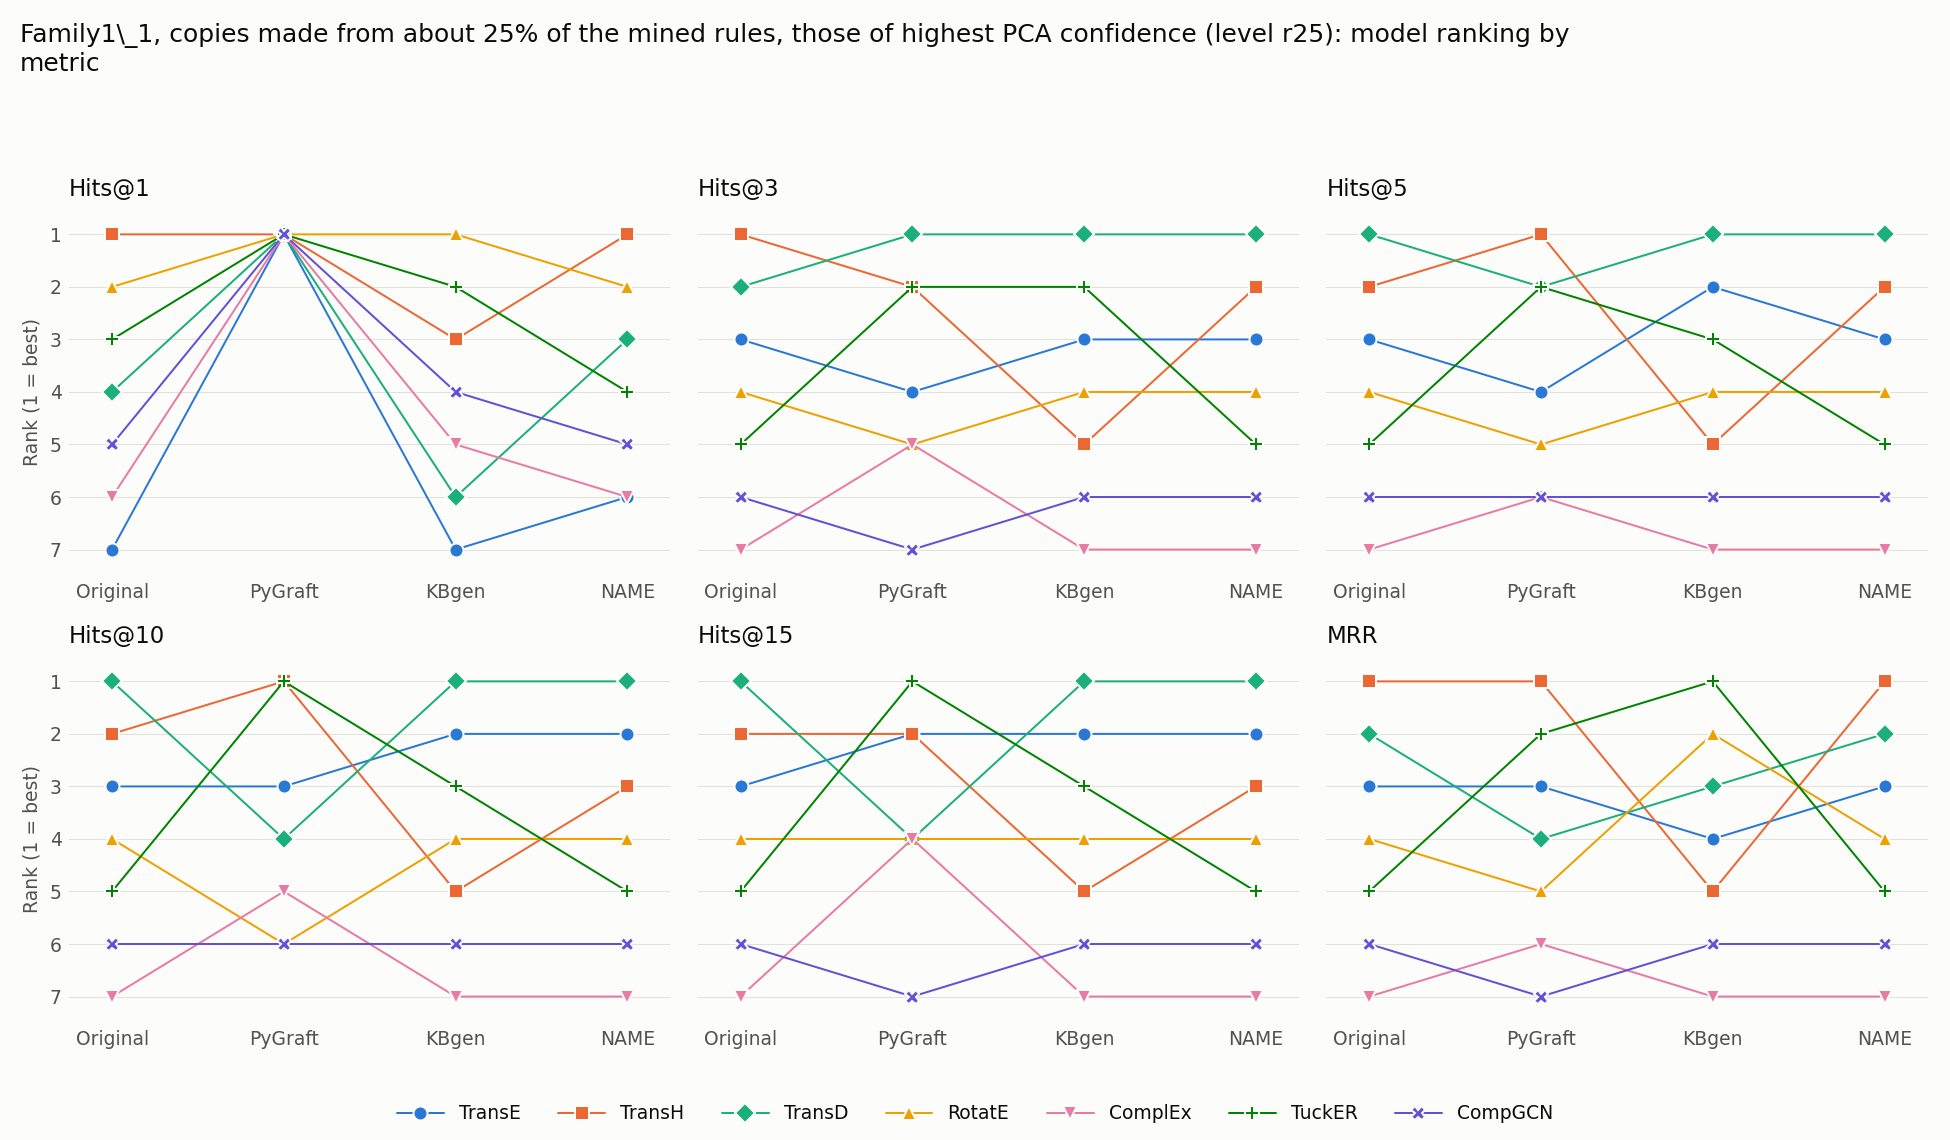 Family1\_1, copies made from about 25% of the mined rules, those of highest PCA confidence (level r25): model ranking by
metric
Hits@1
Hits@3
Hits@5
Rank (1 = best)
1
2
3
4
5
6
7
Original PyGraft KBgen NAME
Original PyGraft KBgen NAME
Original PyGraft KBgen NAME
Hits@10
Hits@15
MRR
Rank (1 = best)
1
2
3
4
5
6
7
Original PyGraft KBgen NAME
Original PyGraft KBgen NAME
Original PyGraft KBgen NAME
TransE TransH TransD RotatE ComplEx TuckER CompGCN